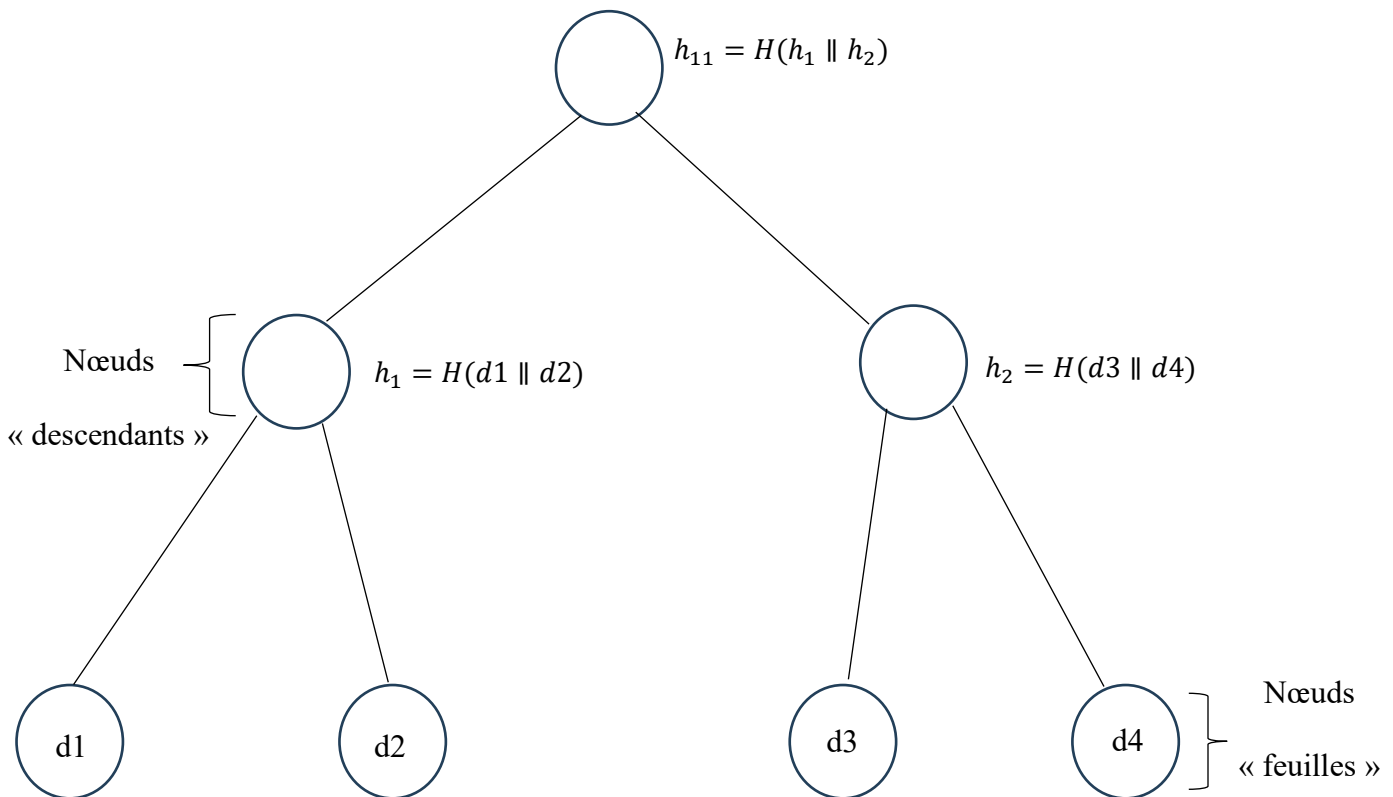 h₁₁ = H(h₁ ∥ h₂)
Nœuds
« descendants »
h₁ = H(d1 ∥ d2)
h₂ = H(d3 ∥ d4)
d1
d2
d3
d4
Nœuds
« feuilles »